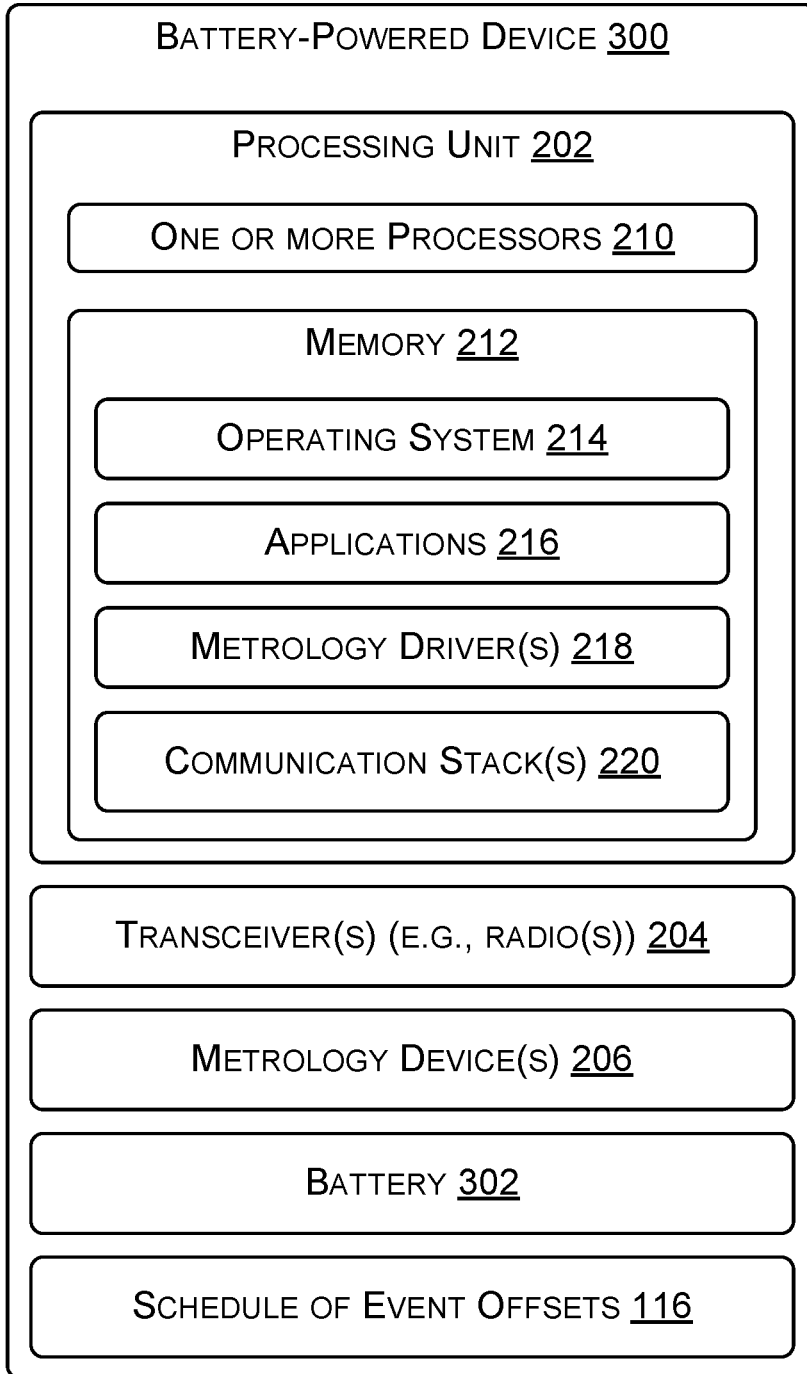 BATTERY-POWERED DEVICE 300
PROCESSING UNIT 202
ONE OR MORE PROCESSORS 210
MEMORY 212
OPERATING SYSTEM 214
APPLICATIONS 216
METROLOGY DRIVER(S) 218
COMMUNICATION STACK(S) 220
TRANSCEIVER(S) (E.G., RADIO(S)) 204
METROLOGY DEVICE(S) 206
BATTERY 302
SCHEDULE OF EVENT OFFSETS 116